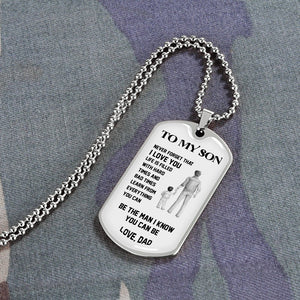 TO MY SON
NEVER FORGET THAT
I LOVE YOU
LIFE IS FILLED
WITH HARD
TIMES AND
BAD TIMES
LEARN FROM
EVERYTHING
YOU CAN
BE THE MAN I KNOW
YOU CAN BE
LOVE, DAD